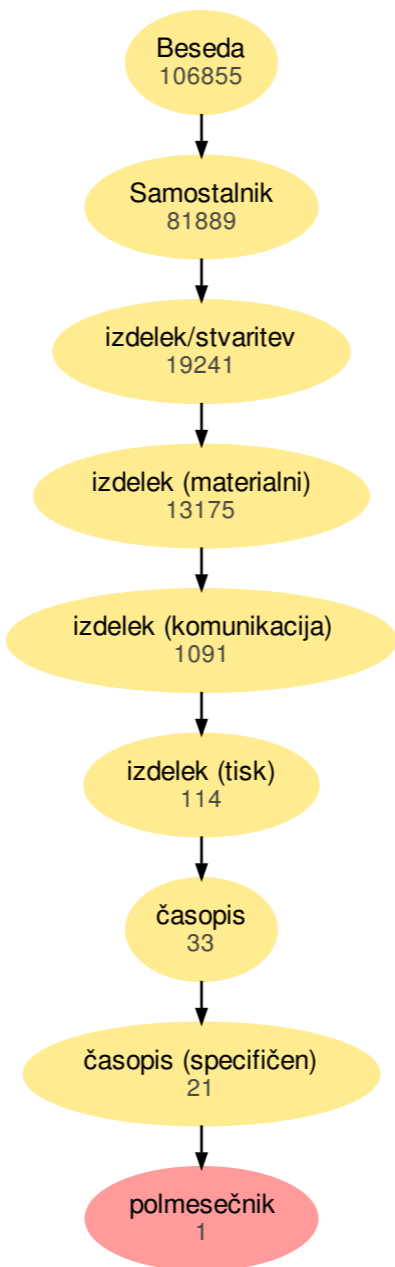 Beseda
106855
Samostalnik
81889
izdelek/stvaritev
19241
izdelek (materialni)
13175
izdelek (komunikacija)
1091
izdelek (tisk)
114
časopis
33
časopis (specifičen)
21
polmesečnik
1